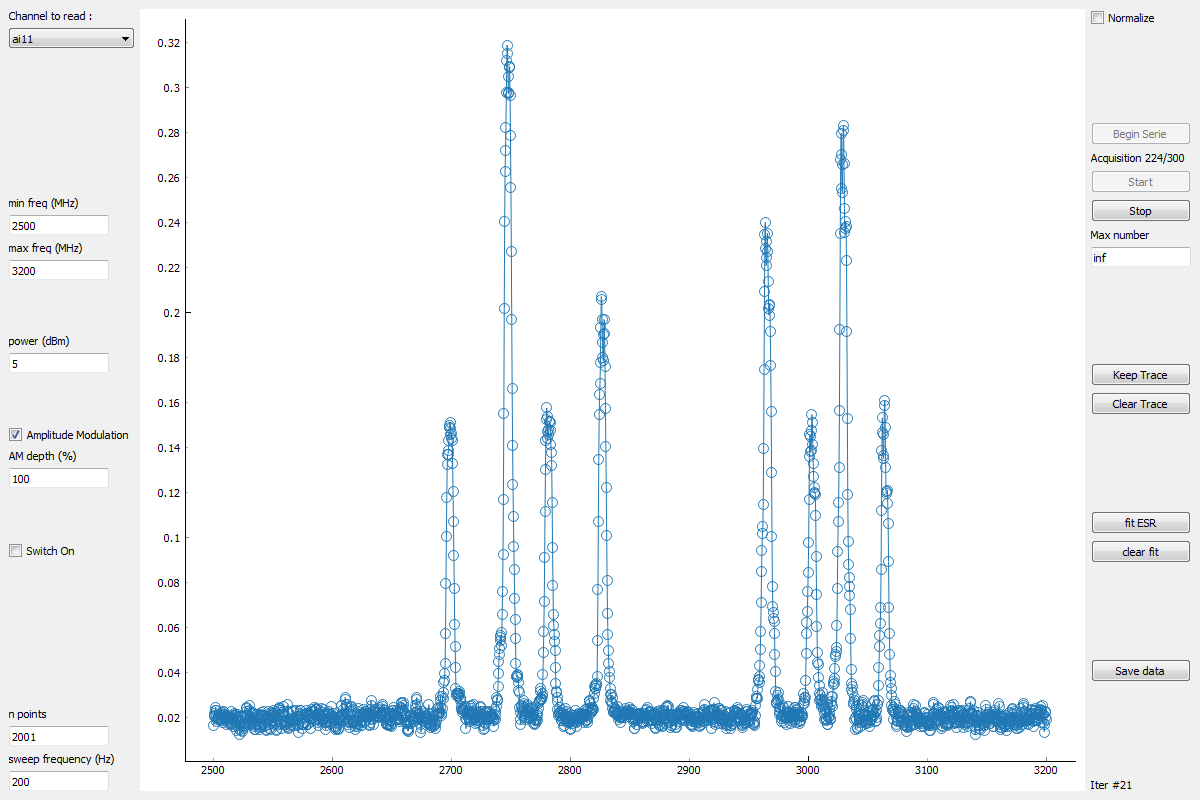 Channel to read :
ai11
min freq (MHz)
2500
max freq (MHz)
3200
power (dBm)
5
Amplitude Modulation
AM depth (%)
100
Switch On
n points
2001
sweep frequency (Hz)
200
0.32
0.3
0.28
0.26
0.24
0.22
0.2
0.18
0.16
0.14
0.12
0.1
0.08
0.06
0.04
0.02
2500 2600 2700 2800 2900 3000 3100 3200
Normalize
Begin Serie
Acquisition 224/300
Start
Stop
Max number
inf
Keep Trace
Clear Trace
fit ESR
clear fit
Save data
Iter #21